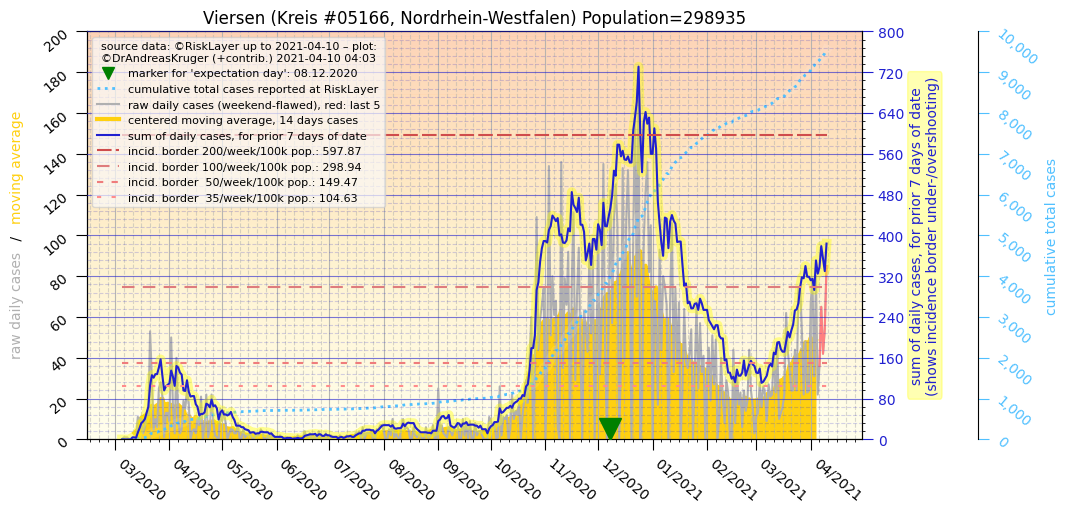 Viersen (Kreis #05166, Nordrhein-Westfalen) Population=298935
source data: ©RiskLayer up to 2021-04-10 – plot:
©DrAndreasKruger (+contrib.) 2021-04-10 04:03
marker for 'expectation day': 08.12.2020
cumulative total cases reported at RiskLayer
raw daily cases (weekend-flawed), red: last 5
centered moving average, 14 days cases
sum of daily cases, for prior 7 days of date
incid. border 200/week/100k pop.: 597.87
incid. border 100/week/100k pop.: 298.94
incid. border  50/week/100k pop.: 149.47
incid. border  35/week/100k pop.: 104.63
raw daily cases / moving average
200
180
160
140
120
100
80
60
40
20
0
03/2020
04/2020
05/2020
06/2020
07/2020
08/2020
09/2020
10/2020
11/2020
12/2020
01/2021
02/2021
03/2021
04/2021
800
720
640
560
480
400
320
240
160
80
0
sum of daily cases, for prior 7 days of date
(shows incidence border under-/overshooting)
10,000
9,000
8,000
7,000
6,000
5,000
4,000
3,000
2,000
1,000
0
cumulative total cases